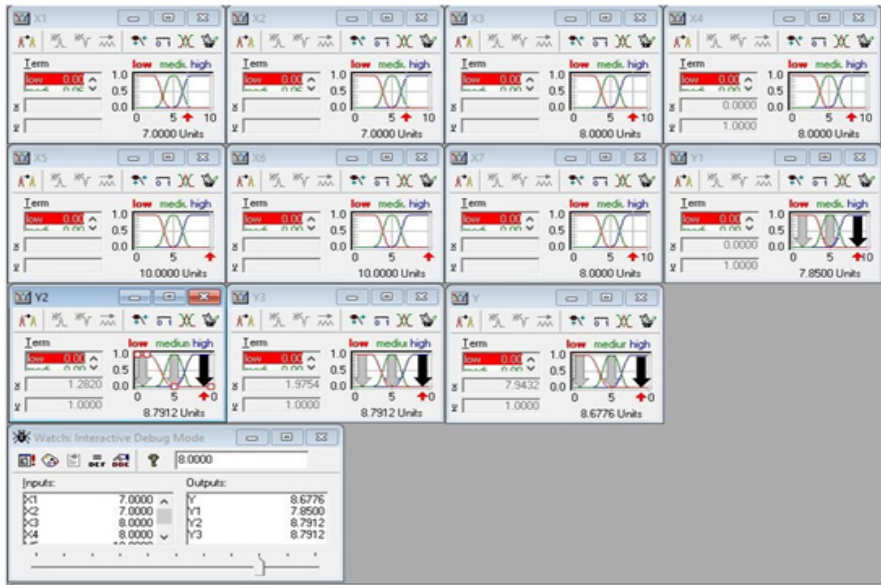 X1
X2
X3
X4
Term
Term
Term
Term
low medi. high
low medi. high
low medi. high
low medi. high
low 0.00
low 0.00
low 0.00
low 0.00
1.0
0.5
0.0
1.0
0.5
0.0
1.0
0.5
0.0
1.0
0.5
0.0
0.0000
1.0000
0 5 10
0 5 10
0 5 10
0 5 10
7.0000 Units
7.0000 Units
8.0000 Units
8.0000 Units
X5
X6
X7
Y1
Term
Term
Term
Term
low medi. high
low medi. high
low medi. high
low medi. high
low 0.00
low 0.00
low 0.00
low 0.00
1.0
0.5
0.0
1.0
0.5
0.0
1.0
0.5
0.0
1.0
0.5
0.0
0.0000
1.0000
0 5 10
0 5 10
0 5 10
0 5 10
10.0000 Units
10.0000 Units
8.0000 Units
7.8500 Units
Y2
Y3
Y
Term
Term
Term
low mediun high
low mediun high
low mediur high
low 0.00
low 0.00
low 0.00
1.0
0.5
0.0
1.0
0.5
0.0
1.0
0.5
0.0
1.2820
1.9754
7.9432
1.0000
1.0000
1.0000
0 5 0
0 5 0
0 5 0
8.7912 Units
8.7912 Units
8.6776 Units
Watch: Interactive Debug Mode
DEF DDE ? 8.0000
Inputs:
X1 7.0000
X2 7.0000
X3 8.0000
X4 8.0000
Outputs:
Y 8.6776
Y1 7.8500
Y2 8.7912
Y3 8.7912